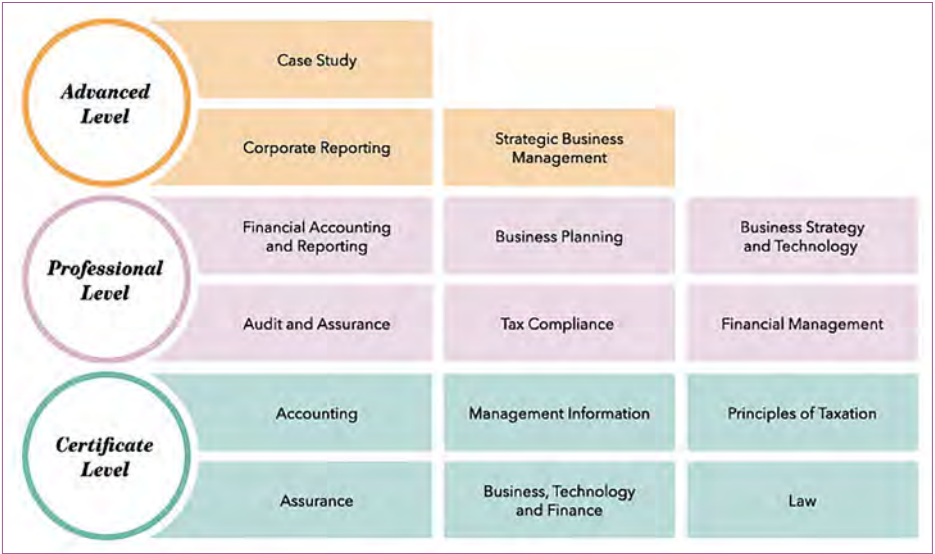 Advanced
Level
Case Study
Corporate Reporting
Strategic Business
Management
Professional
Level
Financial Accounting
and Reporting
Business Planning
Business Strategy
and Technology
Audit and Assurance
Tax Compliance
Financial Management
Certificate
Level
Accounting
Management Information
Principles of Taxation
Assurance
Business, Technology
and Finance
Law